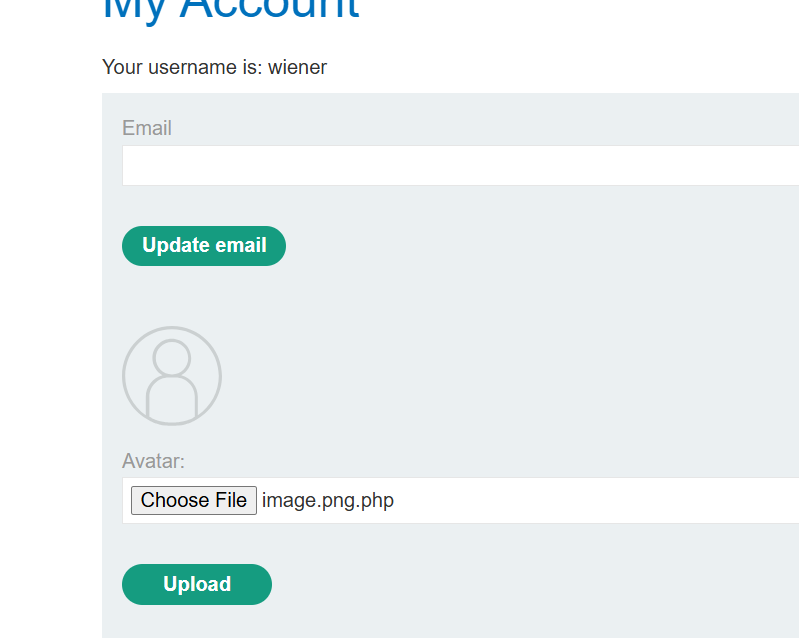 My Account
Your username is: wiener
Email
Update email
Avatar:
Choose File image.png.php
Upload